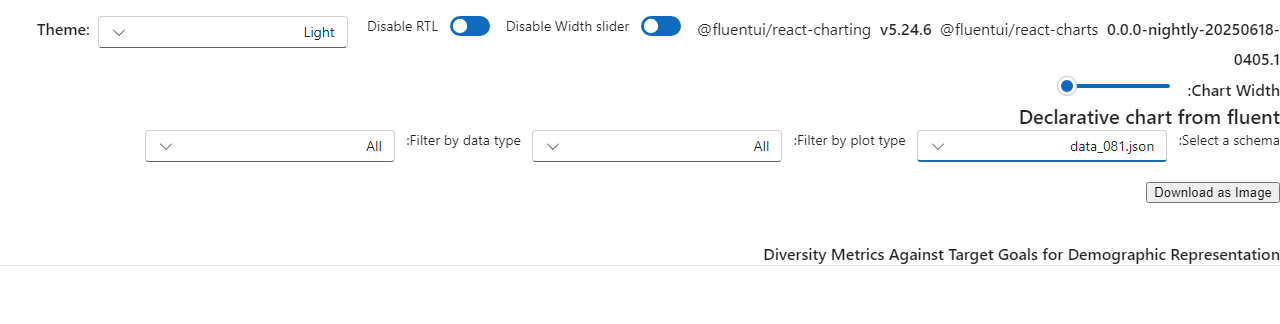 Theme: Light Disable RTL Disable Width slider @fluentui/react-charting v5.24.6 @fluentui/react-charts 0.0.0-nightly-20250618-
0405.1
:Chart Width
Declarative chart from fluent
:Select a schema data_081.json :Filter by plot type All :Filter by data type All
Download as Image
Diversity Metrics Against Target Goals for Demographic Representation